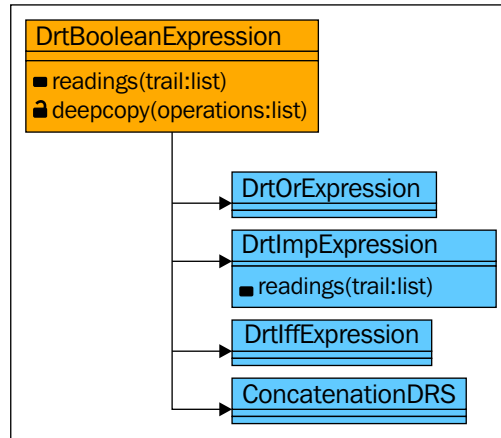 DrtBooleanExpression
readings(trail:list)
deepcopy(operations:list)
DrtOrExpression
DrtImpExpression
readings(trail:list)
DrtIffExpression
ConcatenationDRS